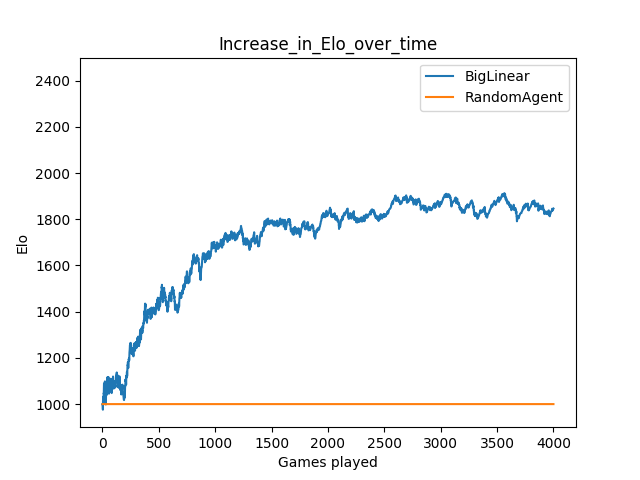 Increase_in_Elo_over_time
BigLinear
RandomAgent
2400
2200
2000
1800
1600
1400
1200
1000
Elo
0 500 1000 1500 2000 2500 3000 3500 4000
Games played